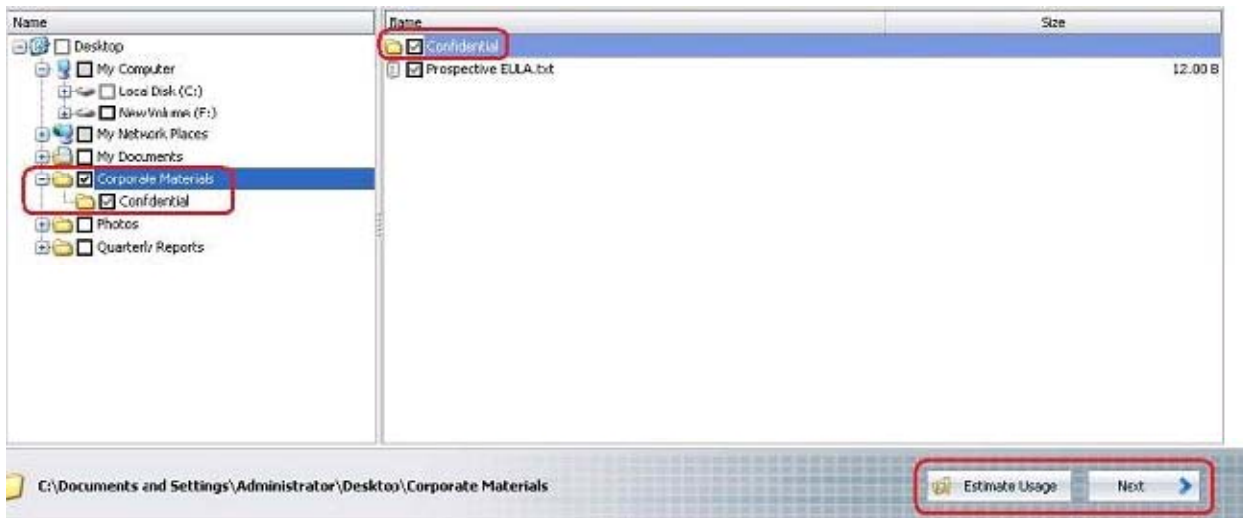 Name
Desktop
My Computer
Local Disk (C:)
New Volume (F:)
My Network Places
My Documents
Corporate Materials
Confidential
Photos
Quarterly Reports
Name Size
Confidential
Prospective EULA.txt 12.00 B
C:\Documents and Settings\Administrator\Desktop\Corporate Materials
Estimate Usage Next